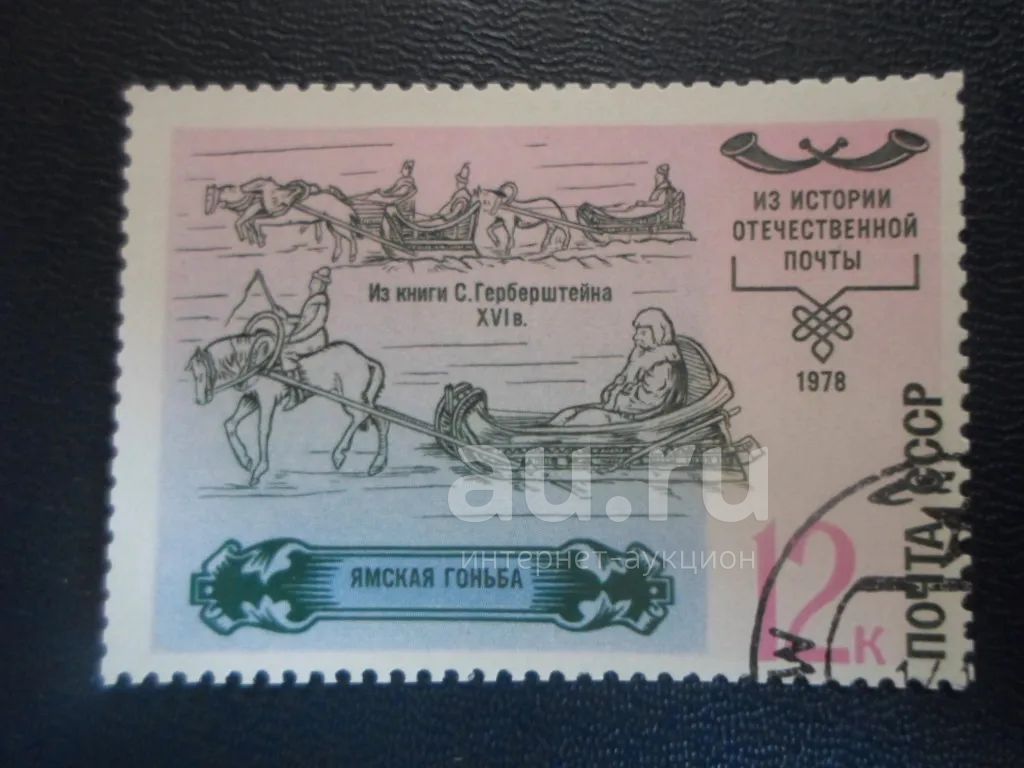 ИЗ ИСТОРИИ
ОТЕЧЕСТВЕННОЙ
ПОЧТЫ
Из книги С.Герберштейна
XVI в.
1978
ЯМСКАЯ ГОНЬБА
12к
ПОЧТА СССР
au.ru
интернет-аукцион
М